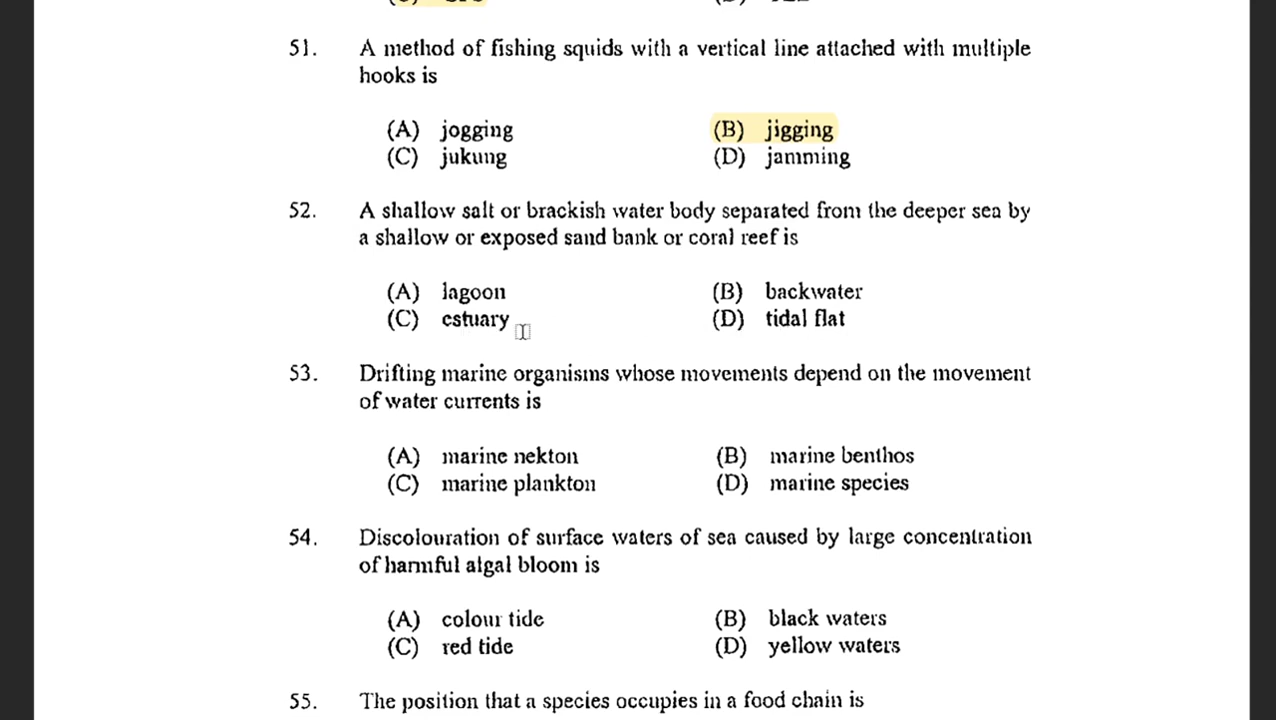 51. A method of fishing squids with a vertical line attached with multiple
hooks is
(A) jogging (B) jigging
(C) jukung (D) jamming
52. A shallow salt or brackish water body separated from the deeper sea by
a shallow or exposed sand bank or coral reef is
(A) lagoon (B) backwater
(C) estuary (D) tidal flat
53. Drifting marine organisms whose movements depend on the movement
of water currents is
(A) marine nekton (B) marine benthos
(C) marine plankton (D) marine species
54. Discolouration of surface waters of sea caused by large concentration
of harmful algal bloom is
(A) colour tide (B) black waters
(C) red tide (D) yellow waters
55. The position that a species occupies in a food chain is